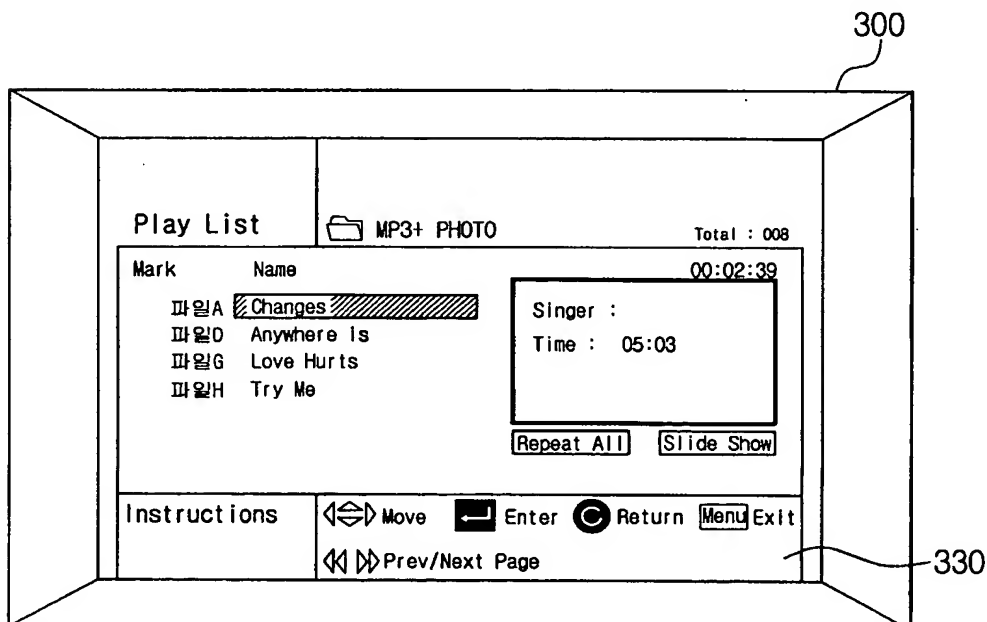 300
Play List MP3+ PHOTO Total : 008
Mark Name 00:02:39
파일A Changes
파일D Anywhere Is
파일G Love Hurts
파일H Try Me
Singer :
Time : 05:03
Repeat All Slide Show
Instructions Move Enter Return Menu Exit
Prev/Next Page
330